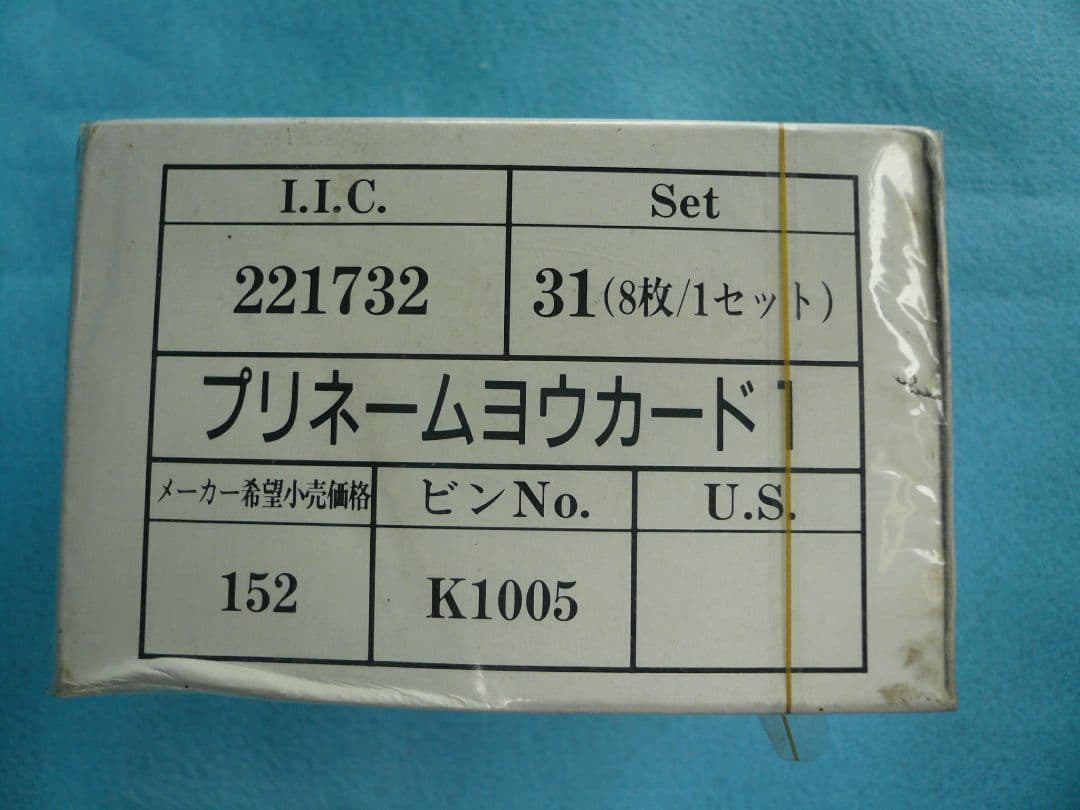 I.I.C. Set
221732 31(8枚/1セット)
プリネームヨウカード1
メーカー希望小売価格 ビンNo. U.S.
152 K1005